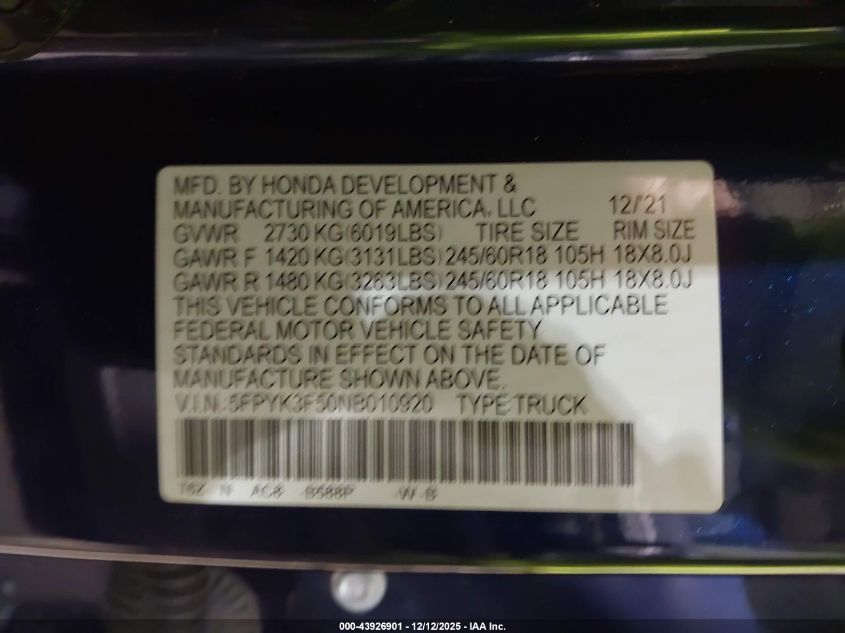 MFD. BY HONDA DEVELOPMENT &
MANUFACTURING OF AMERICA, LLC 12/'21
GVWR 2730 KG(6019LBS) TIRE SIZE RIM SIZE
GAWR F 1420 KG(3131LBS) 245/60R18 105H 18X8.0J
GAWR R 1480 KG(3263LBS) 245/60R18 105H 18X8.0J
THIS VEHICLE CONFORMS TO ALL APPLICABLE
FEDERAL MOTOR VEHICLE SAFETY
STANDARDS IN EFFECT ON THE DATE OF
MANUFACTURE SHOWN ABOVE.
V.I.N.:5FPYK3F50NB010920 TYPE:TRUCK
N AC8 -B588P -W-B
000-43926901 - 12/12/2025 - IAA Inc.